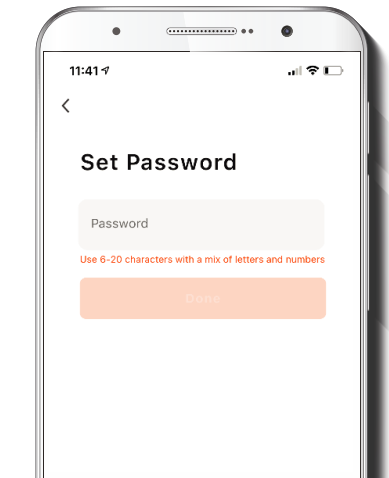 11:41
Set Password
Password
Use 6-20 characters with a mix of letters and numbers
Done